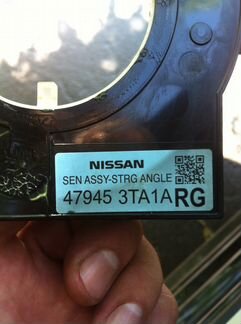 NISSAN
SEN ASSY-STRG ANGLE
47945 3TA1A RG